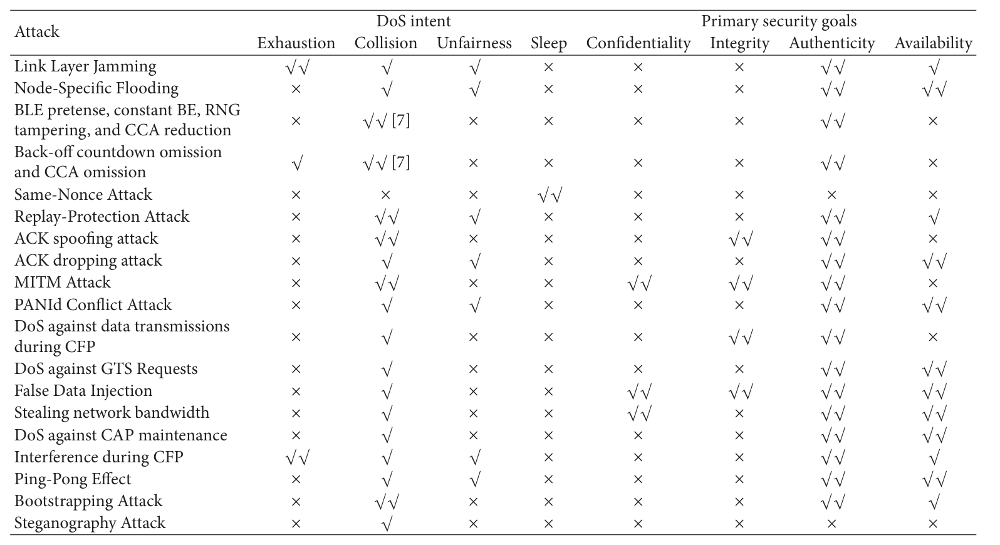 DoS intent Primary security goals
Attack
Exhaustion Collision Unfairness Sleep Confidentiality Integrity Authenticity Availability
Link Layer Jamming √√ √ √ × × × √√ √
Node-Specific Flooding × √ √ × × × √√ √√
BLE pretense, constant BE, RNG
tampering, and CCA reduction × √√ [7] × × × × √√ ×
Back-off countdown omission
and CCA omission √ √√ [7] × × × × √√ ×
Same-Nonce Attack × × × √√ × × × ×
Replay-Protection Attack × √√ √ × × × √√ √
ACK spoofing attack × √√ × × × √√ √√ ×
ACK dropping attack × √ √ × × × √√ √√
MITM Attack × √√ × × √√ √√ √√ ×
PANId Conflict Attack × √ √ × × × √√ √√
DoS against data transmissions
during CFP × √ × × × √√ √√ ×
DoS against GTS Requests × √ × × × × √√ √√
False Data Injection × √ × × √√ √√ √√ √√
Stealing network bandwidth × √ × × √√ × √√ √√
DoS against CAP maintenance × √ × × × × √√ √√
Interference during CFP √√ √ √ × × × √√ √
Ping-Pong Effect × √ √ × × × √√ √√
Bootstrapping Attack × √√ × × × × √√ √
Steganography Attack × √ × × × × × ×